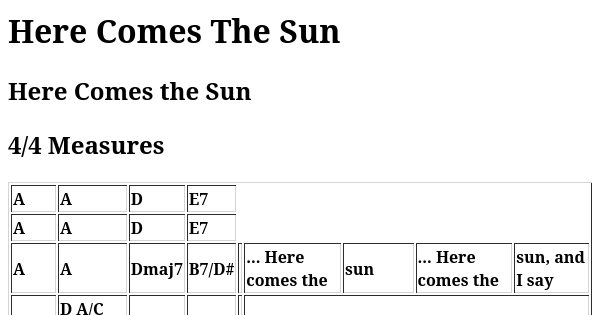 Here Comes The Sun
Here Comes the Sun
4/4 Measures
A A D E7
A A D E7
A A Dmaj7 B7/D# ... Here comes the sun ... Here comes the sun, and I say
D A/C